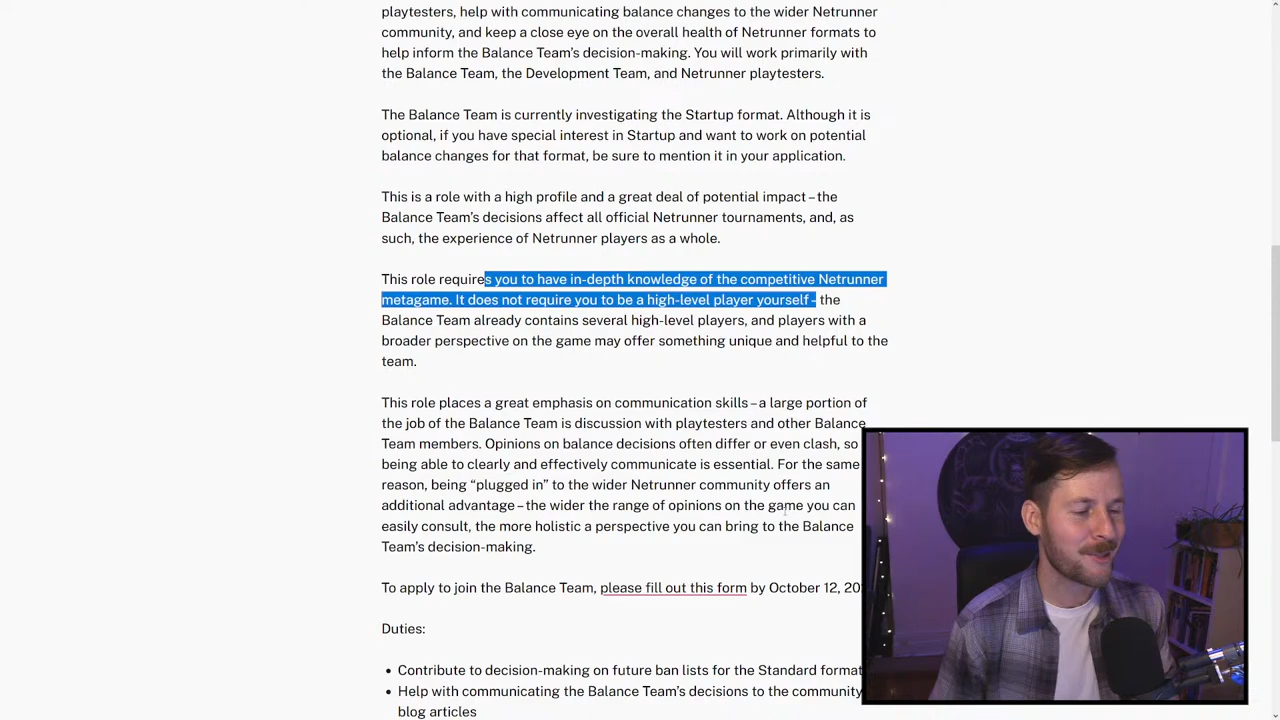 playtesters, help with communicating balance changes to the wider Netrunner
community, and keep a close eye on the overall health of Netrunner formats to
help inform the Balance Team's decision-making. You will work primarily with
the Balance Team, the Development Team, and Netrunner playtesters.
The Balance Team is currently investigating the Startup format. Although it is
optional, if you have special interest in Startup and want to work on potential
balance changes for that format, be sure to mention it in your application.
This is a role with a high profile and a great deal of potential impact – the
Balance Team's decisions affect all official Netrunner tournaments, and, as
such, the experience of Netrunner players as a whole.
This role requires you to have in-depth knowledge of the competitive Netrunner
metagame. It does not require you to be a high-level player yourself – the
Balance Team already contains several high-level players, and players with a
broader perspective on the game may offer something unique and helpful to the
team.
This role places a great emphasis on communication skills – a large portion of
the job of the Balance Team is discussion with playtesters and other Balance
Team members. Opinions on balance decisions often differ or even clash, so
being able to clearly and effectively communicate is essential. For the same
reason, being “plugged in” to the wider Netrunner community offers an
additional advantage – the wider the range of opinions on the game you can
easily consult, the more holistic a perspective you can bring to the Balance
Team's decision-making.
To apply to join the Balance Team, please fill out this form by October 12, 20
Duties:
• Contribute to decision-making on future ban lists for the Standard format
• Help with communicating the Balance Team's decisions to the community
blog articles